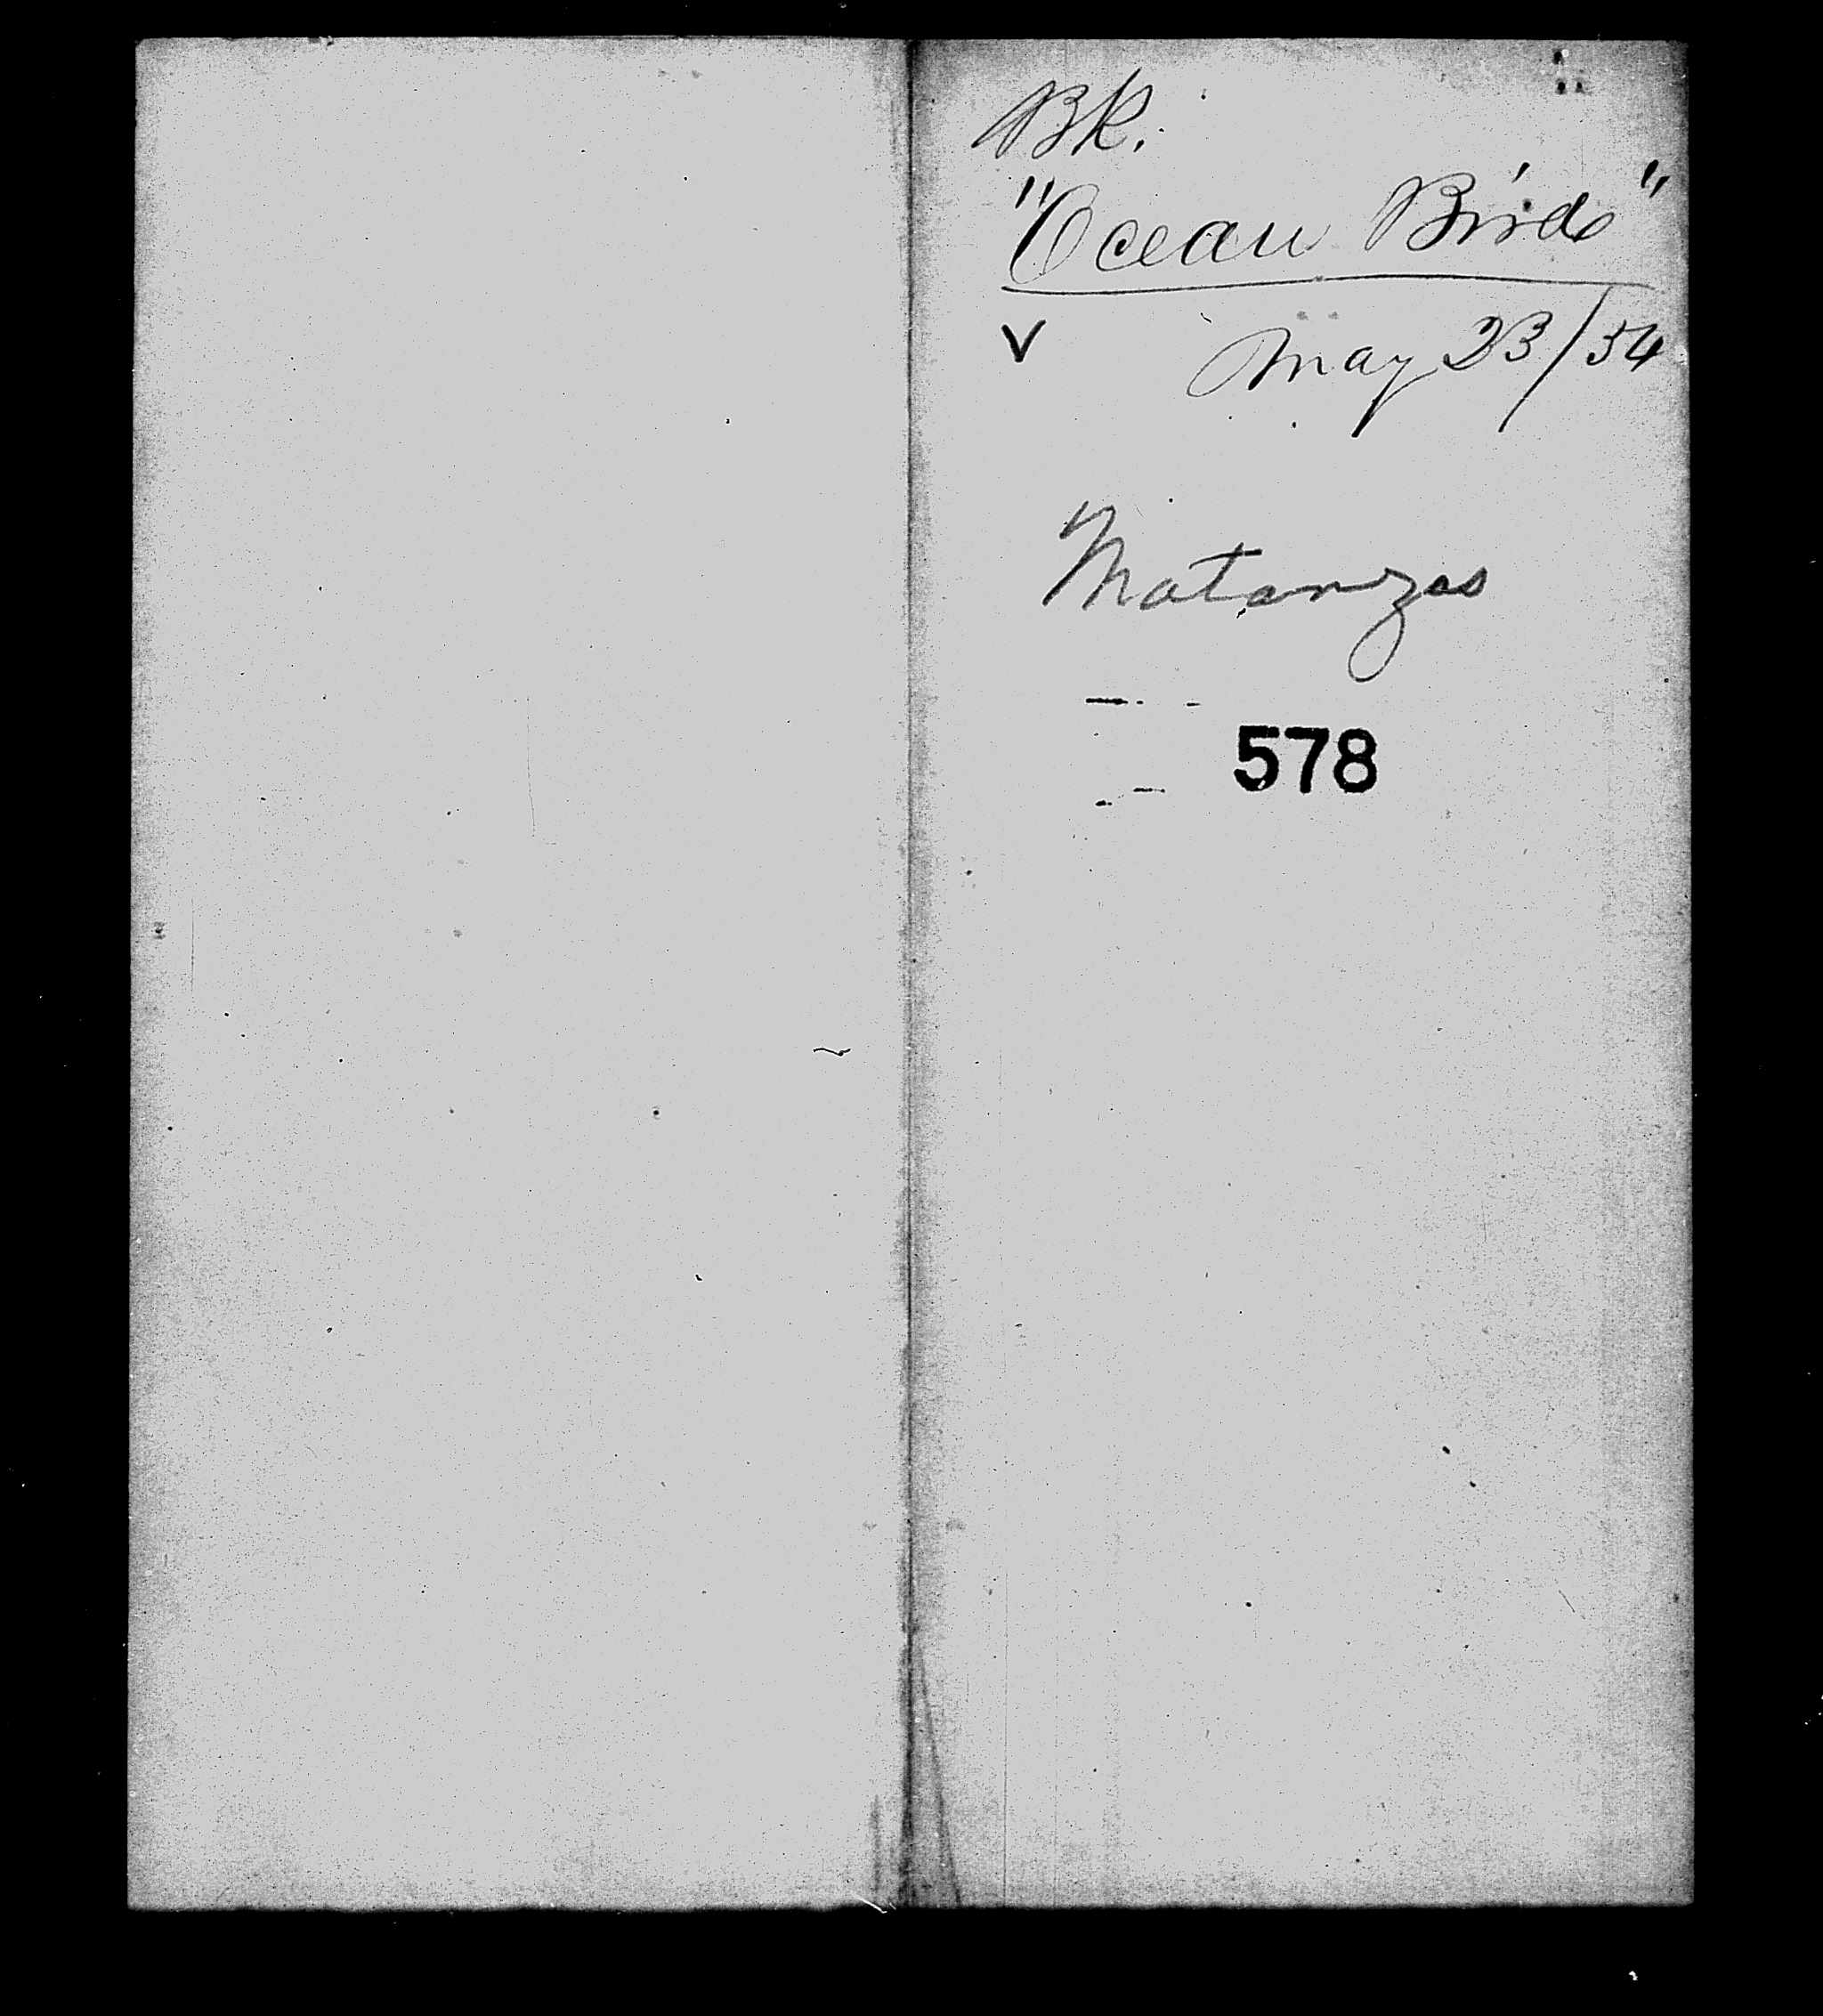 Bk.
"Ocean Bird"
V May 23/54
Matanzas
578